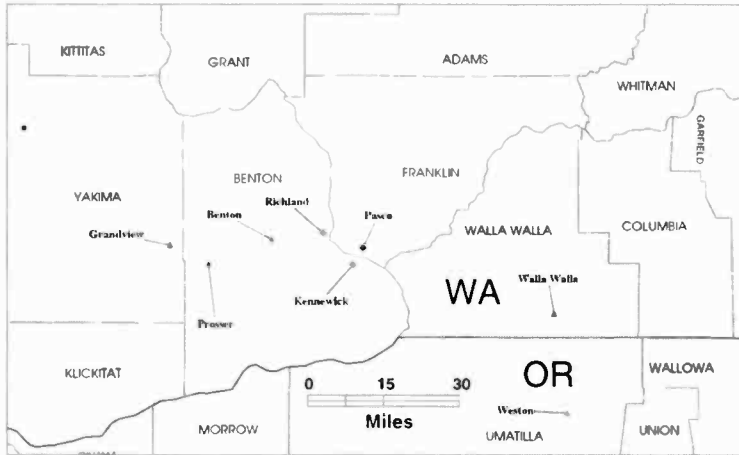 KITTITAS
GRANT
ADAMS
WHITMAN
GARFIELD
BENTON
FRANKLIN
YAKIMA
Richland
Benton
Pasco
WALLA WALLA
COLUMBIA
Grandview
WA
Walla Walla
Kennewick
Prosser
KLICKITAT
OR
WALLOWA
0 15 30
Miles
Weston
MORROW
UMATILLA
UNION